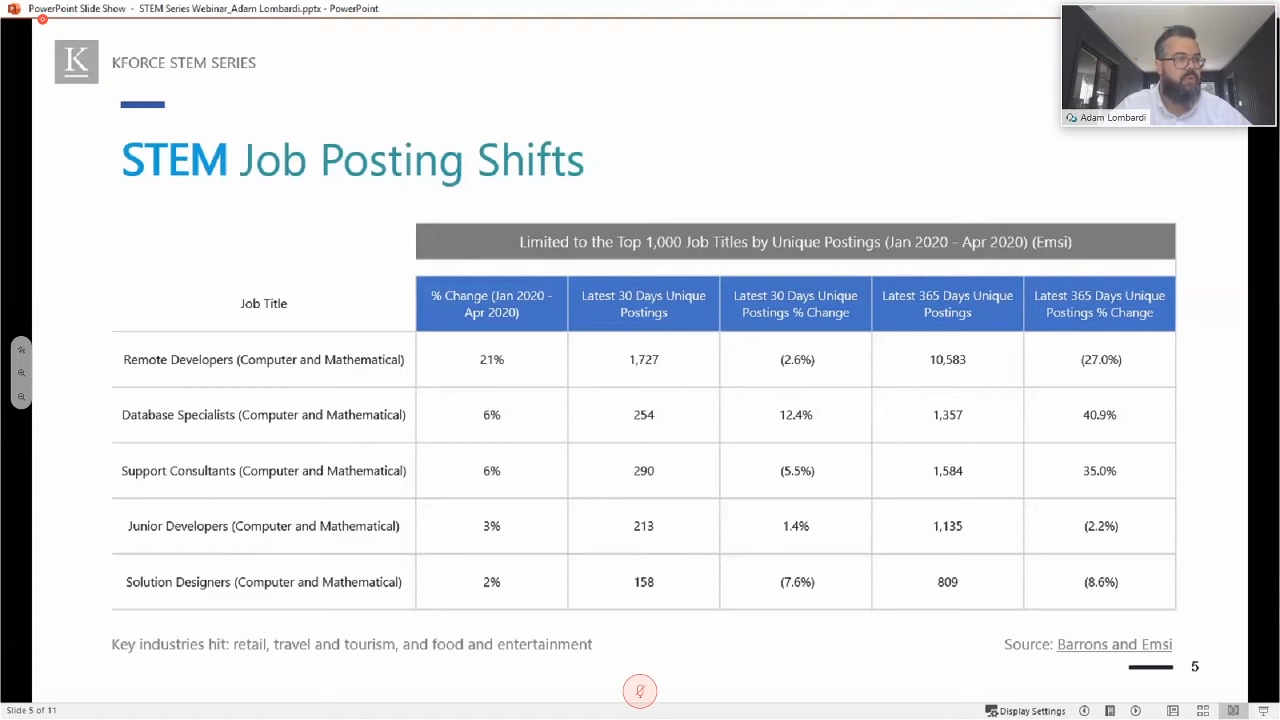 PowerPoint Slide Show - STEM Series Webinar_Adam Lombardi.pptx - PowerPoint
K
KFORCE STEM SERIES
Adam Lombardi
STEM Job Posting Shifts
Limited to the Top 1,000 Job Titles by Unique Postings (Jan 2020 - Apr 2020) (Emsi)
Job Title
% Change (Jan 2020 -
Apr 2020)
Latest 30 Days Unique
Postings
Latest 30 Days Unique
Postings % Change
Latest 365 Days Unique
Postings
Latest 365 Days Unique
Postings % Change
Remote Developers (Computer and Mathematical) 21% 1,727 (2.6%) 10,583 (27.0%)
Database Specialists (Computer and Mathematical) 6% 254 12.4% 1,357 40.9%
Support Consultants (Computer and Mathematical) 6% 290 (5.5%) 1,584 35.0%
Junior Developers (Computer and Mathematical) 3% 213 1.4% 1,135 (2.2%)
Solution Designers (Computer and Mathematical) 2% 158 (7.6%) 809 (8.6%)
Key industries hit: retail, travel and tourism, and food and entertainment
Source: Barrons and Emsi
5
Slide 5 of 11
Display Settings